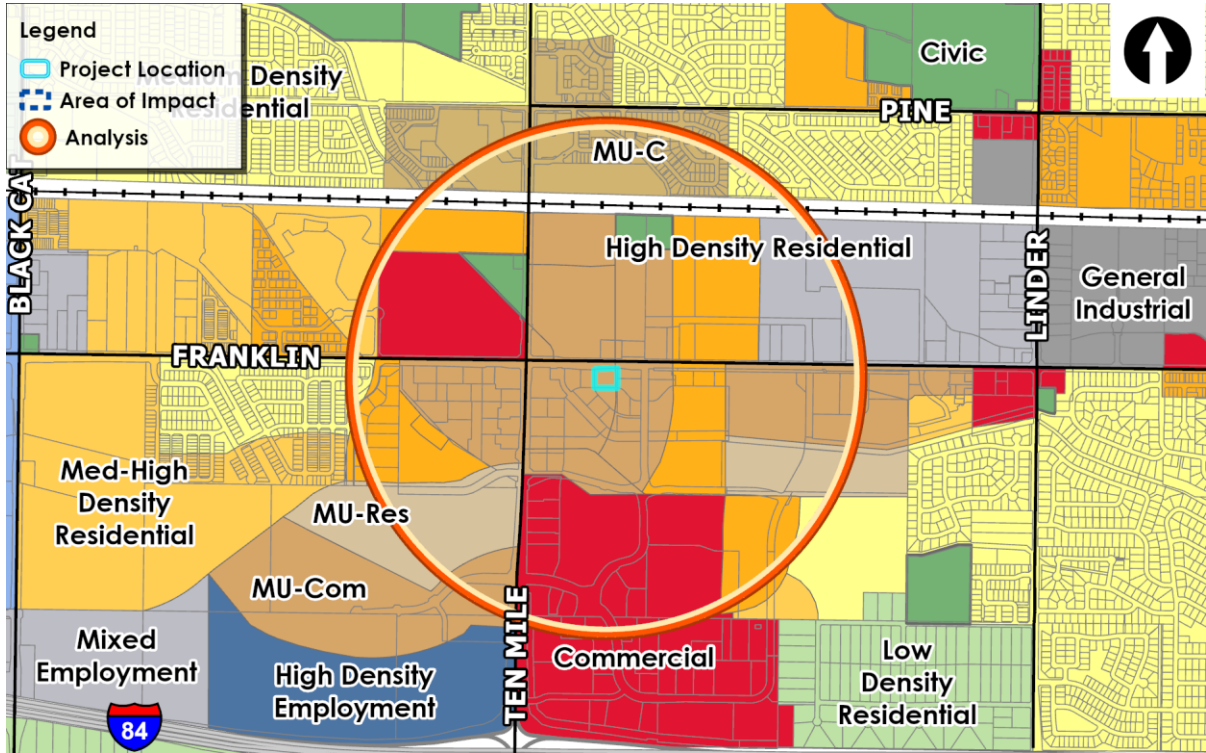 Legend
Project Location
Area of Impact
Analysis
Density
Residential
Civic
PINE
MU-C
BLACK CAT
High Density Residential
LINDER
General
Industrial
FRANKLIN
Med-High
Density
Residential
MU-Res
MU-Com
TEN MILE
Mixed
Employment
High Density
Employment
Commercial
Low
Density
Residential
84